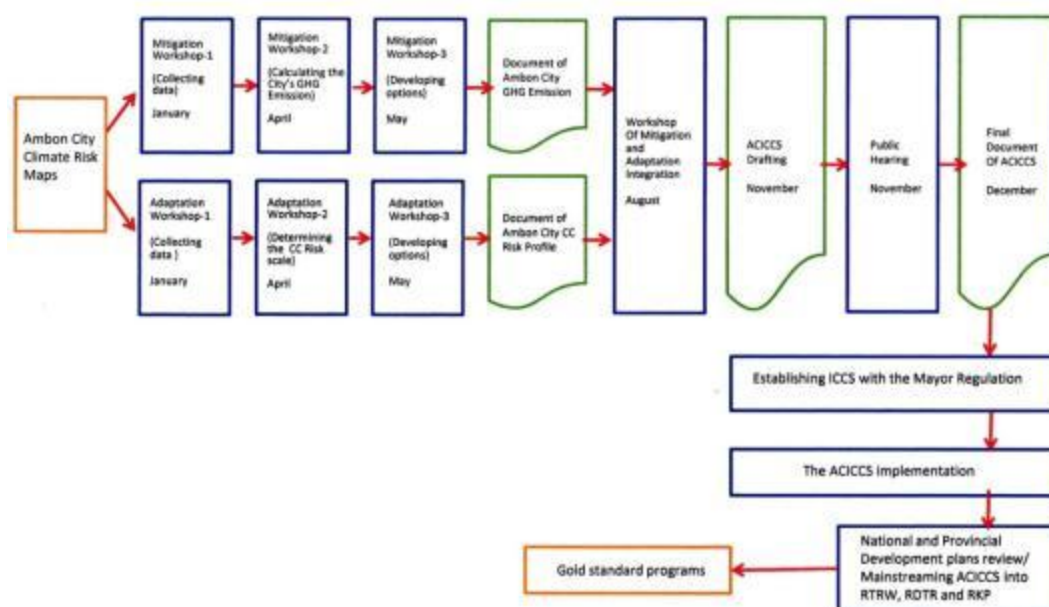 Ambon City
Climate Risk
Maps
Mitigation
Workshop-1
(Collecting
data)
January
Mitigation
Workshop-2
(Calculating the
City's GHG
Emission)
April
Mitigation
Workshop-3
(Developing
options)
May
Document of
Ambon City
GHG Emission
Adaptation
Workshop-1
(Collecting
data )
January
Adaptation
Workshop-2
(Determining
the CC Risk
scale)
April
Adaptation
Workshop-3
(Developing
options)
May
Document of
Ambon City CC
Risk Profile
Workshop
Of Mitigation
and
Adaptation
Integration
August
ACICCS
Drafting
November
Public
Hearing
November
Final
Document
Of ACICCS
December
Establishing ICCS with the Mayor Regulation
The ACICCS implementation
National and Provincial
Development plans review/
Mainstreaming ACICCS into
RTRW, RDTR and RKP
Gold standard programs